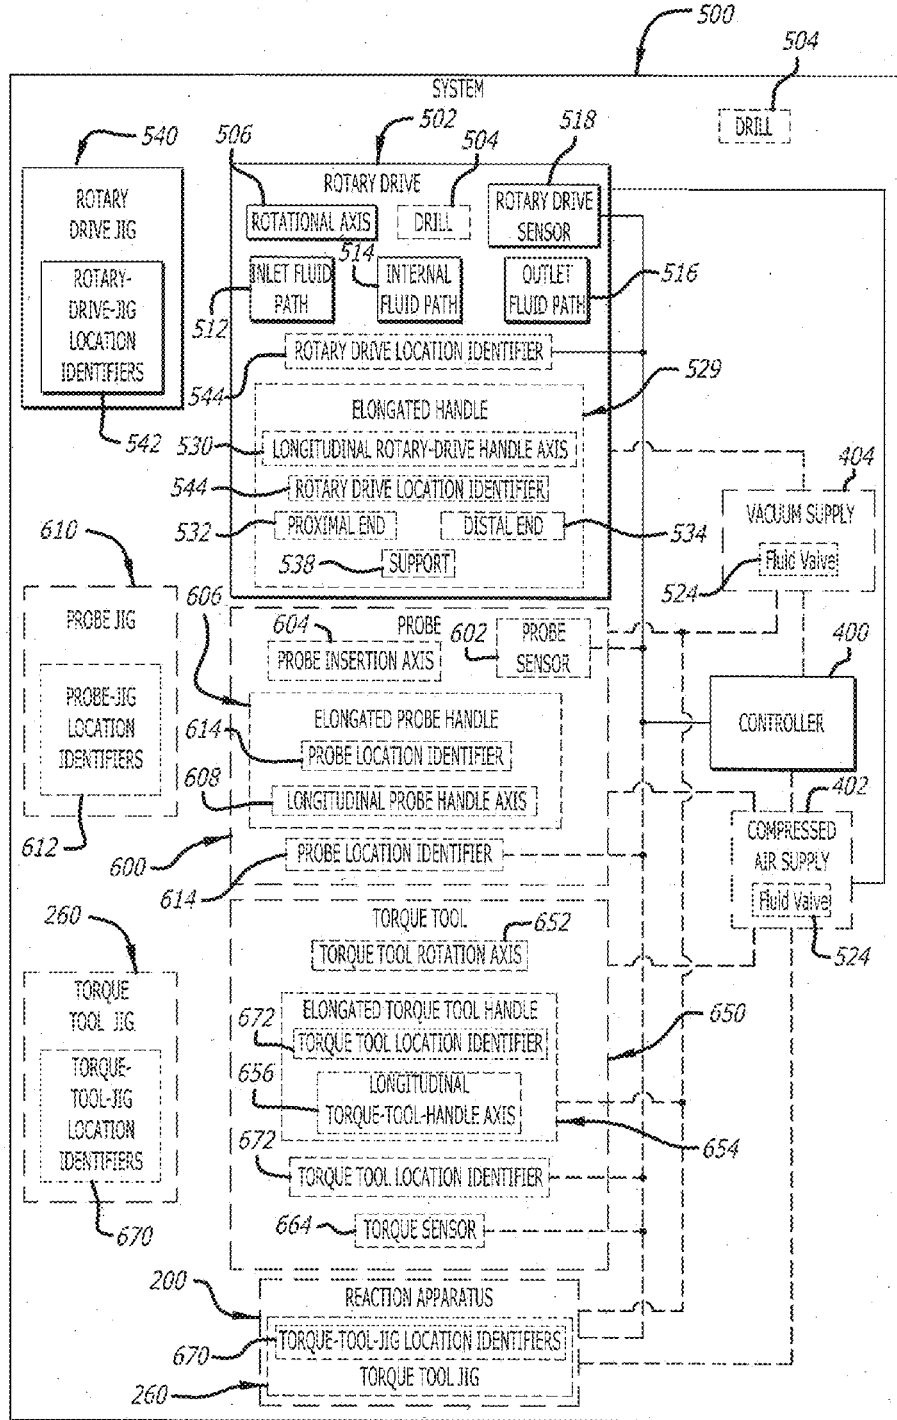 500
SYSTEM
504
DRILL
540
ROTARY
DRIVE JIG
ROTARY-
DRIVE-JIG
LOCATION
IDENTIFIERS
542
506
502
504
518
ROTARY DRIVE
ROTATIONAL AXIS
DRILL
ROTARY DRIVE
SENSOR
INLET FLUID
PATH
512
514
INTERNAL
FLUID PATH
OUTLET
FLUID PATH
516
ROTARY DRIVE LOCATION IDENTIFIER
544
529
ELONGATED HANDLE
530
LONGITUDINAL ROTARY-DRIVE HANDLE AXIS
544
ROTARY DRIVE LOCATION IDENTIFIER
532
PROXIMAL END
DISTAL END
534
538
SUPPORT
404
VACUUM SUPPLY
Fluid Valve
524
610
PROBE JIG
PROBE-JIG
LOCATION
IDENTIFIERS
612
606
604
PROBE
602
PROBE
SENSOR
PROBE INSERTION AXIS
ELONGATED PROBE HANDLE
614
PROBE LOCATION IDENTIFIER
608
LONGITUDINAL PROBE HANDLE AXIS
600
PROBE LOCATION IDENTIFIER
614
400
CONTROLLER
402
COMPRESSED
AIR SUPPLY
Fluid Valve
524
260
TORQUE
TOOL JIG
TORQUE-
TOOL-JIG
LOCATION
IDENTIFIERS
670
TORQUE TOOL
652
TORQUE TOOL ROTATION AXIS
ELONGATED TORQUE TOOL HANDLE
672
TORQUE TOOL LOCATION IDENTIFIER
650
656
LONGITUDINAL
TORQUE-TOOL-HANDLE AXIS
654
672
TORQUE TOOL LOCATION IDENTIFIER
664
TORQUE SENSOR
200
REACTION APPARATUS
670
TORQUE-TOOL-JIG LOCATION IDENTIFIERS
260
TORQUE TOOL JIG